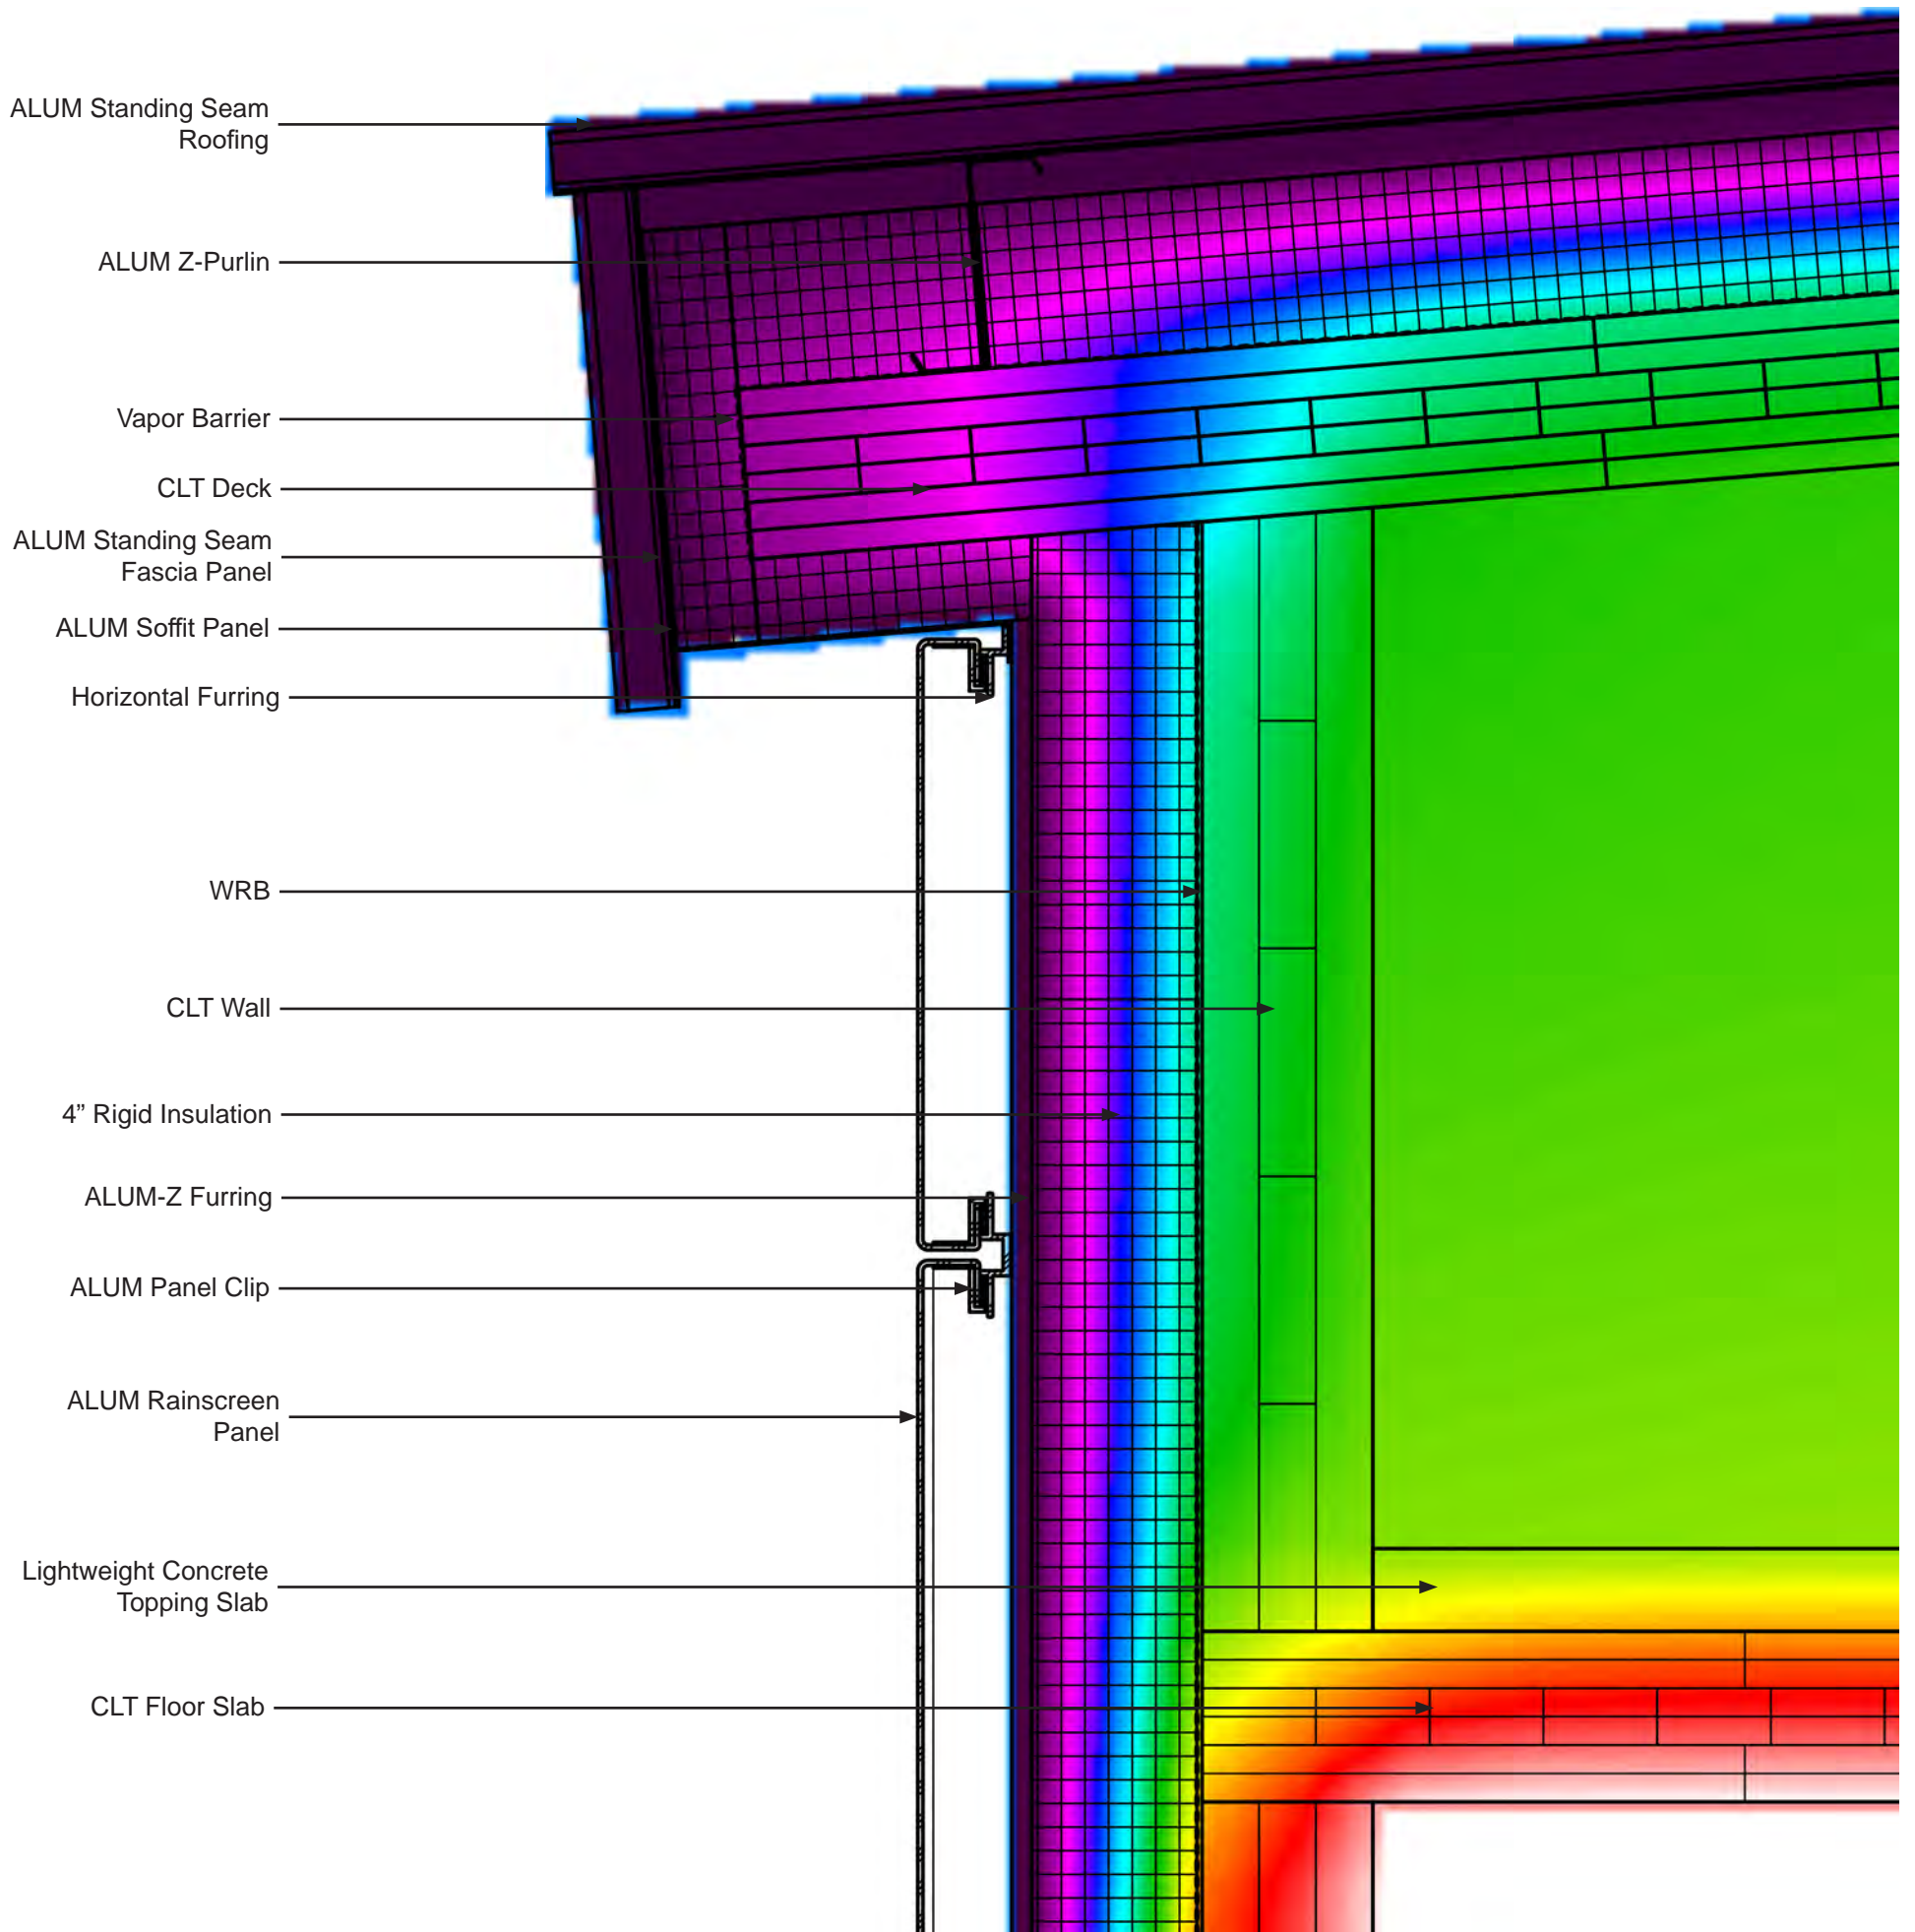 ALUM Standing Seam
Roofing
ALUM Z-Purlin
Vapor Barrier
CLT Deck
ALUM Standing Seam
Fascia Panel
ALUM Soffit Panel
Horizontal Furring
WRB
CLT Wall
4” Rigid Insulation
ALUM-Z Furring
ALUM Panel Clip
ALUM Rainscreen
Panel
Lightweight Concrete
Topping Slab
CLT Floor Slab